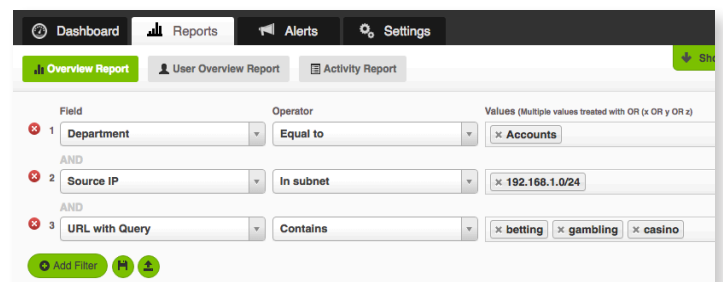 Dashboard Reports Alerts Settings
Overview Report User Overview Report Activity Report
Field Operator Values (Multiple values treated with OR (x OR y OR z)
1 Department Equal to × Accounts
AND
2 Source IP In subnet × 192.168.1.0/24
AND
3 URL with Query Contains × betting × gambling × casino
Add Filter